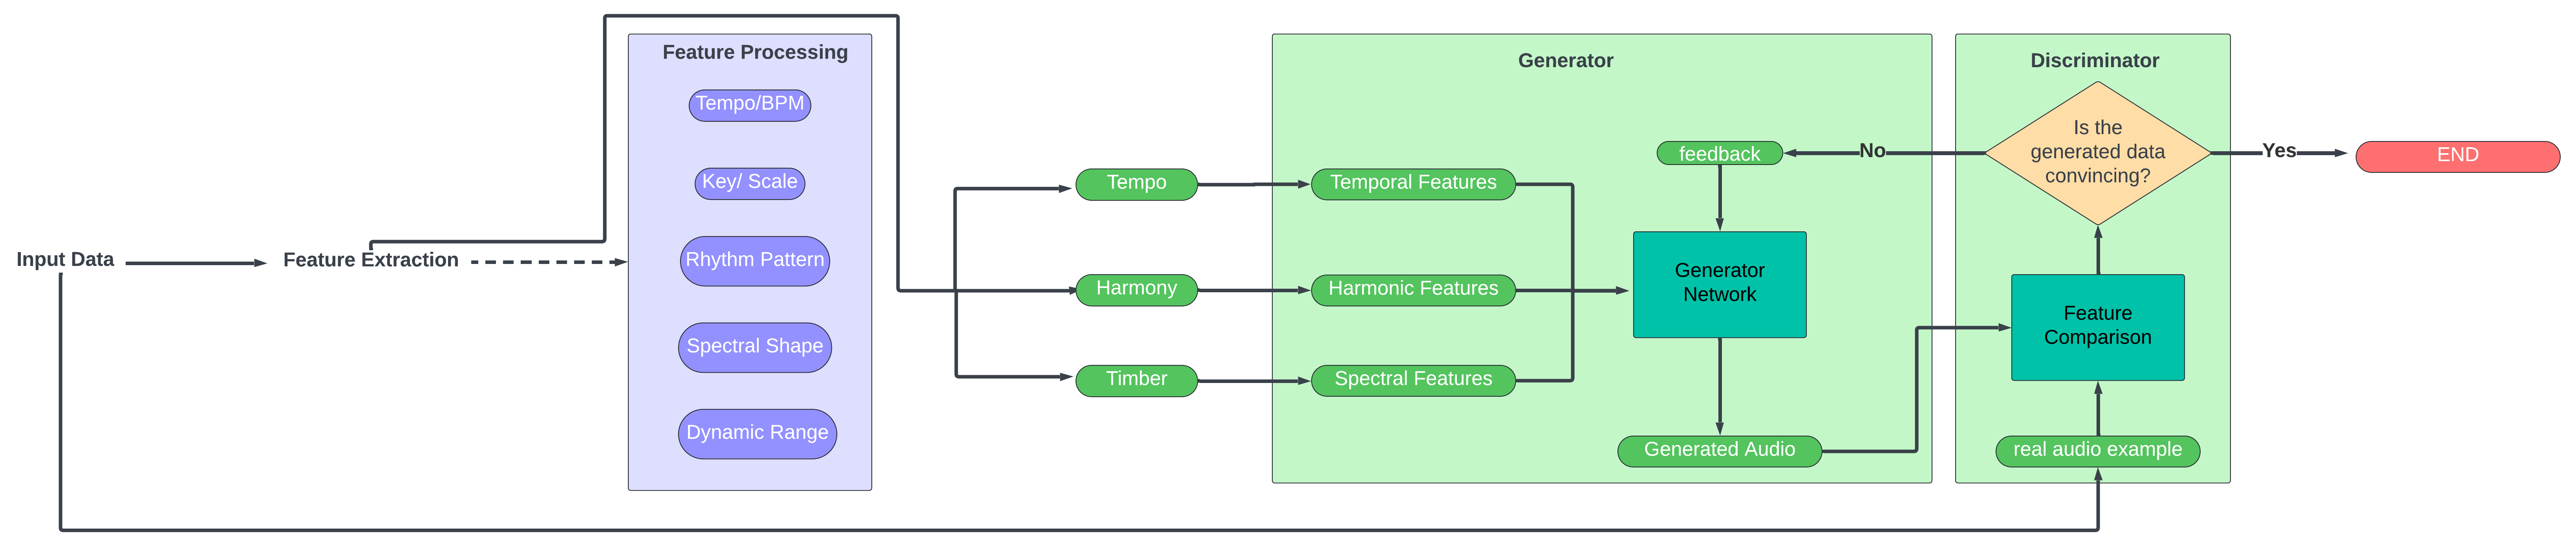 Input Data
Feature Extraction
Feature Processing
Tempo/BPM
Key/ Scale
Rhythm Pattern
Spectral Shape
Dynamic Range
Tempo
Harmony
Timber
Generator
Temporal Features
Harmonic Features
Spectral Features
feedback
Generator
Network
Generated Audio
No
Discriminator
Is the
generated data
convincing?
Feature
Comparison
real audio example
Yes
END